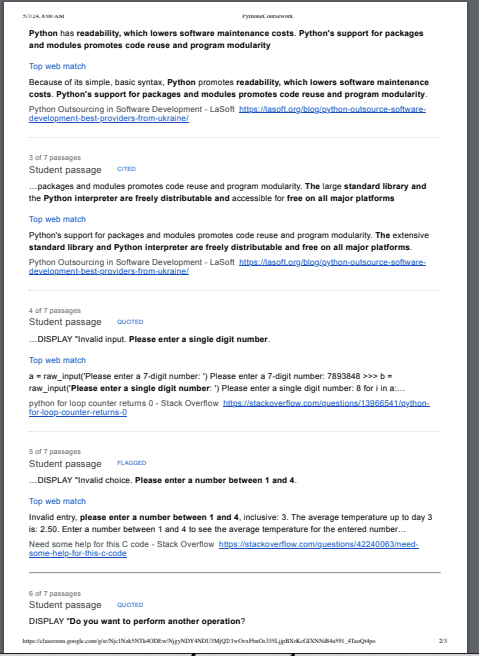 5/7/24, 8:00 AM
PythoneCoursework
Python has readability, which lowers software maintenance costs. Python's support for packages
and modules promotes code reuse and program modularity
Top web match
Because of its simple, basic syntax, Python promotes readability, which lowers software maintenance
costs. Python's support for packages and modules promotes code reuse and program modularity.
Python Outsourcing in Software Development - LaSoft https://lasoft.org/blog/python-outsource-software-
development-best-providers-from-ukraine/
3 of 7 passages
Student passage CITED
…packages and modules promotes code reuse and program modularity. The large standard library and
the Python interpreter are freely distributable and accessible for free on all major platforms
Top web match
Python's support for packages and modules promotes code reuse and program modularity. The extensive
standard library and Python interpreter are freely distributable and free on all major platforms.
Python Outsourcing in Software Development - LaSoft https://lasoft.org/blog/python-outsource-software-
development-best-providers-from-ukraine/
4 of 7 passages
Student passage QUOTED
…DISPLAY "Invalid input. Please enter a single digit number.
Top web match
a = raw_input('Please enter a 7-digit number: ') Please enter a 7-digit number: 7893848 >>> b =
raw_input('Please enter a single digit number: ') Please enter a single digit number: 8 for i in a:…
python for loop counter returns 0 - Stack Overflow https://stackoverflow.com/questions/13966541/python-
for-loop-counter-returns-0
5 of 7 passages
Student passage FLAGGED
…DISPLAY "Invalid choice. Please enter a number between 1 and 4.
Top web match
Invalid entry, please enter a number between 1 and 4, inclusive: 3. The average temperature up to day 3
is: 2.50. Enter a number between 1 and 4 to see the average temperature for the entered number…
Need some help for this C code - Stack Overflow https://stackoverflow.com/questions/42240063/need-
some-help-for-this-c-code
6 of 7 passages
Student passage QUOTED
DISPLAY "Do you want to perform another operation?
2/3